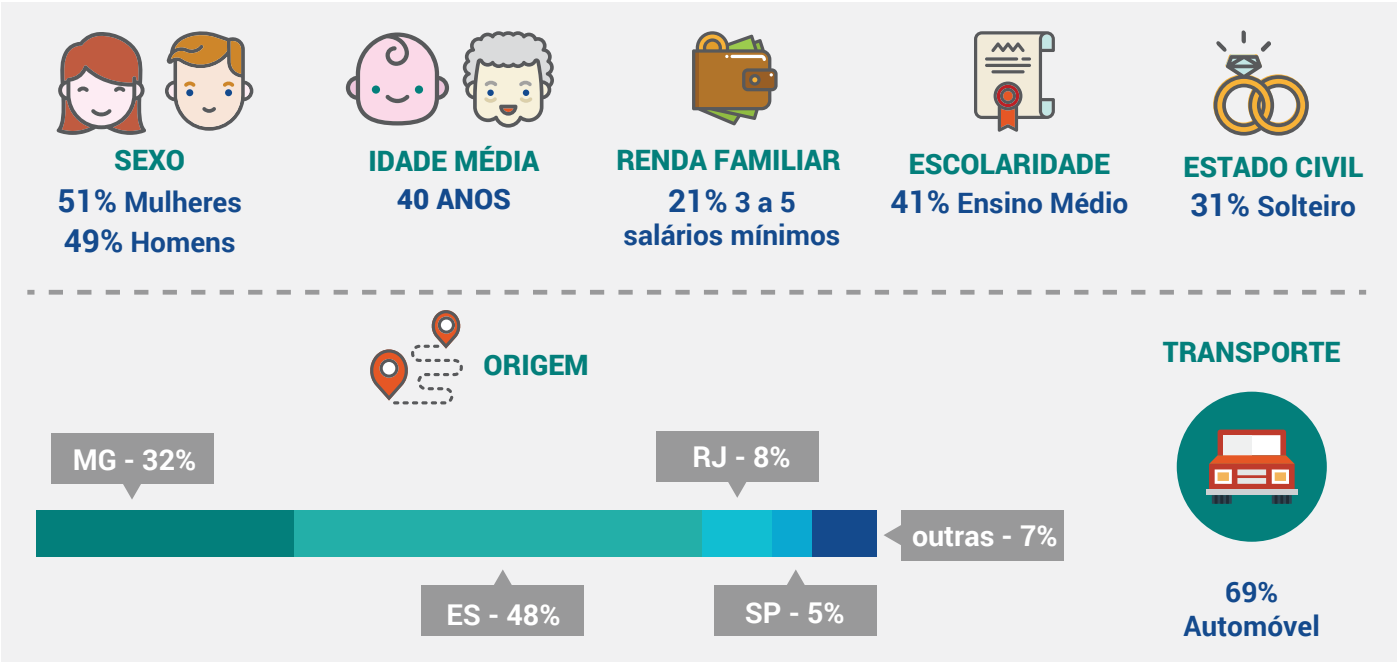 SEXO
51% Mulheres
49% Homens
IDADE MÉDIA
40 ANOS
RENDA FAMILIAR
21% 3 a 5
salários mínimos
ESCOLARIDADE
41% Ensino Médio
ESTADO CIVIL
31% Solteiro
ORIGEM
MG - 32%
RJ - 8%
outras - 7%
ES - 48%
SP - 5%
TRANSPORTE
69%
Automóvel